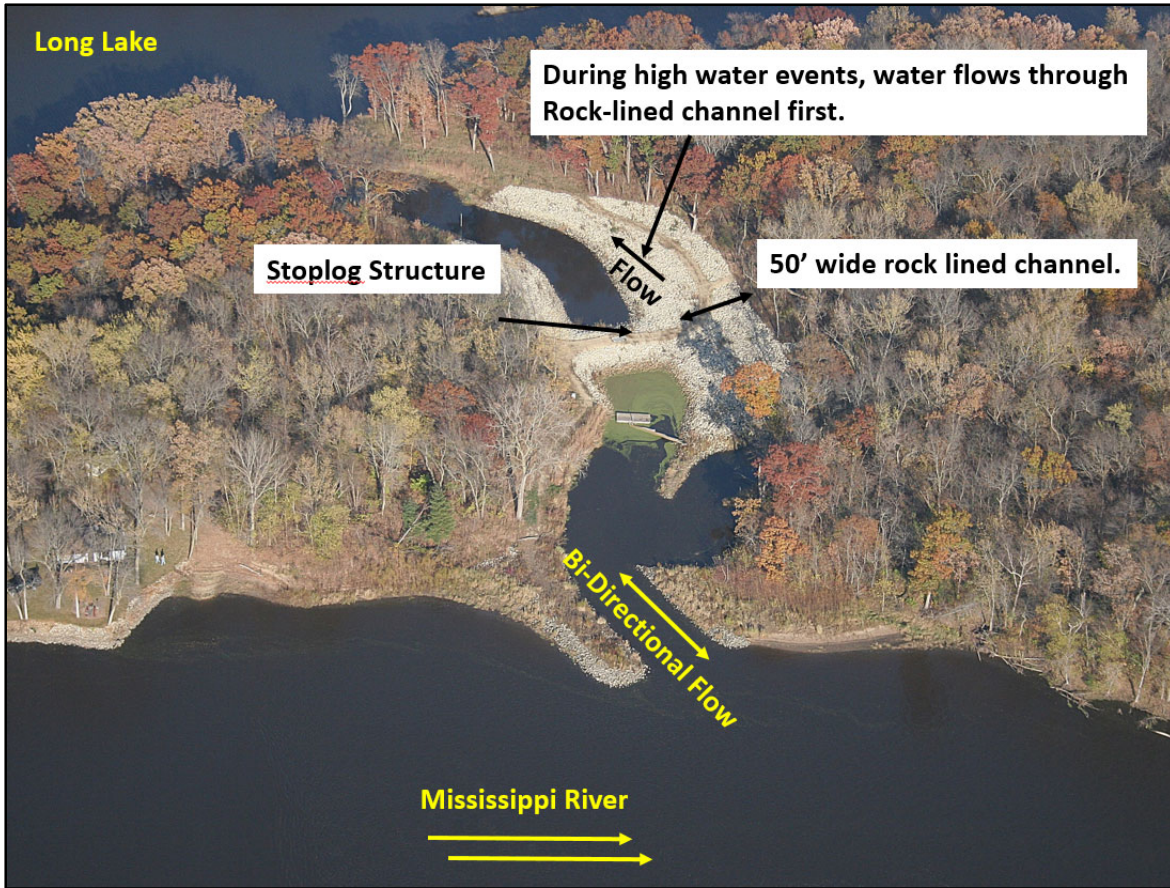 Long Lake
During high water events, water flows through
Rock-lined channel first.
Stoplog Structure
Flow
50’ wide rock lined channel.
Bi-Directional Flow
Mississippi River